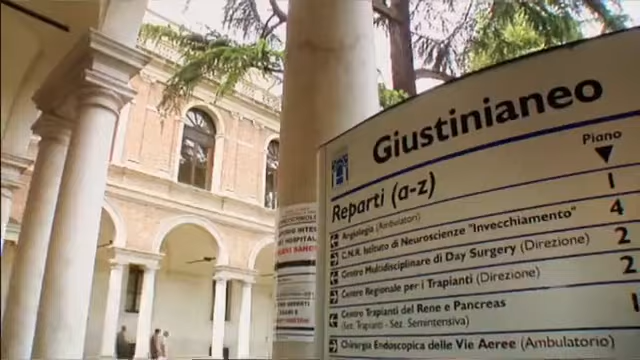 Giustinianeo
Piano
Reparti (a-z)
Angiologia (Ambulatori) 1
C.N.R. Istituto di Neuroscienze "Invecchiamento" 4
Centro Multidisciplinare di Day Surgery (Direzione) 2
Centro Regionale per i Trapianti (Direzione) 2
Centro Trapianti del Rene e Pancreas 1
(Sez. Trapianti - Sez. Semintensiva)
Chirurgia Endoscopica delle Vie Aeree (Ambulatorio)